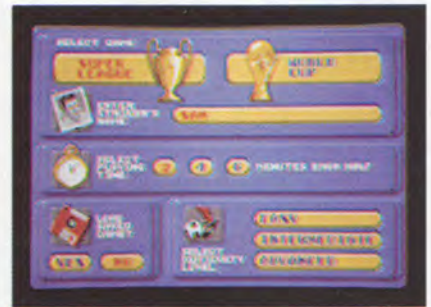 SELECT GAME:
SUPER LEAGUE
WORLD CUP
ENTER MANAGER'S NAME:
SELECT PLAYING TIME:
2 4 6 MINUTES EACH HALF
LOAD SAVED GAME?
YES NO
SELECT DIFFICULTY LEVEL
EASY
INTERMEDIATE
ADVANCED